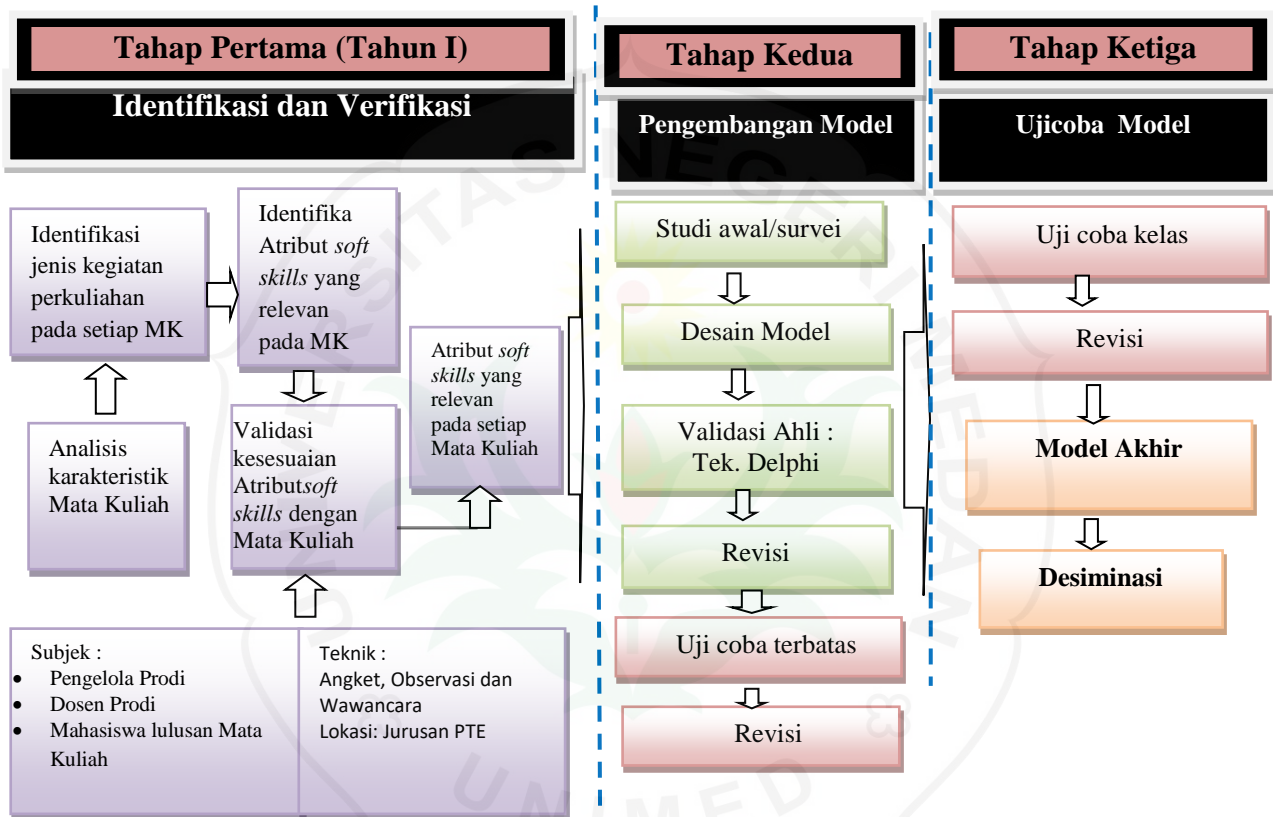 Tahap Pertama (Tahun I)
Identifikasi dan Verifikasi
Identifikasi
jenis kegiatan
perkuliahan
pada setiap MK
Identifika
Atribut soft
skills yang
relevan
pada MK
Analisis
karakteristik
Mata Kuliah
Validasi
kesesuaian
Atributsoft
skills dengan
Mata Kuliah
Atribut soft
skills yang
relevan
pada setiap
Mata Kuliah
Subjek :
• Pengelola Prodi
• Dosen Prodi
• Mahasiswa lulusan Mata
Kuliah
Teknik :
Angket, Observasi dan
Wawancara
Lokasi: Jurusan PTE
Tahap Kedua
Pengembangan Model
Studi awal/survei
Desain Model
Validasi Ahli :
Tek. Delphi
Revisi
Uji coba terbatas
Revisi
Tahap Ketiga
Ujicoba Model
Uji coba kelas
Revisi
Model Akhir
Desiminasi
UNIVERSITAS NEGERI MEDAN
UNIMED